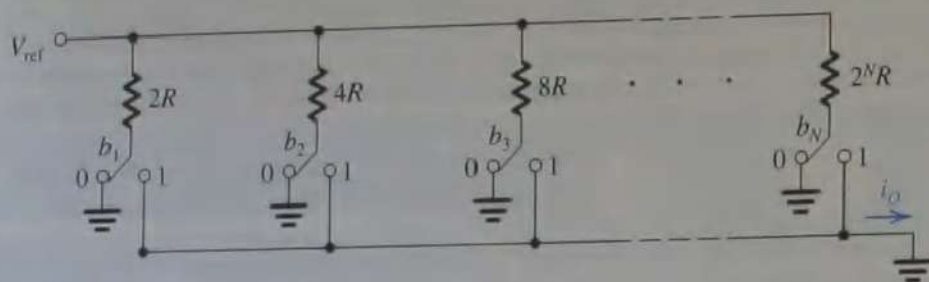 V_ref
2R 4R 8R . . . 2^N R
b_1 b_2 b_3 b_N
0 1 0 1 0 1 0 1
i_O